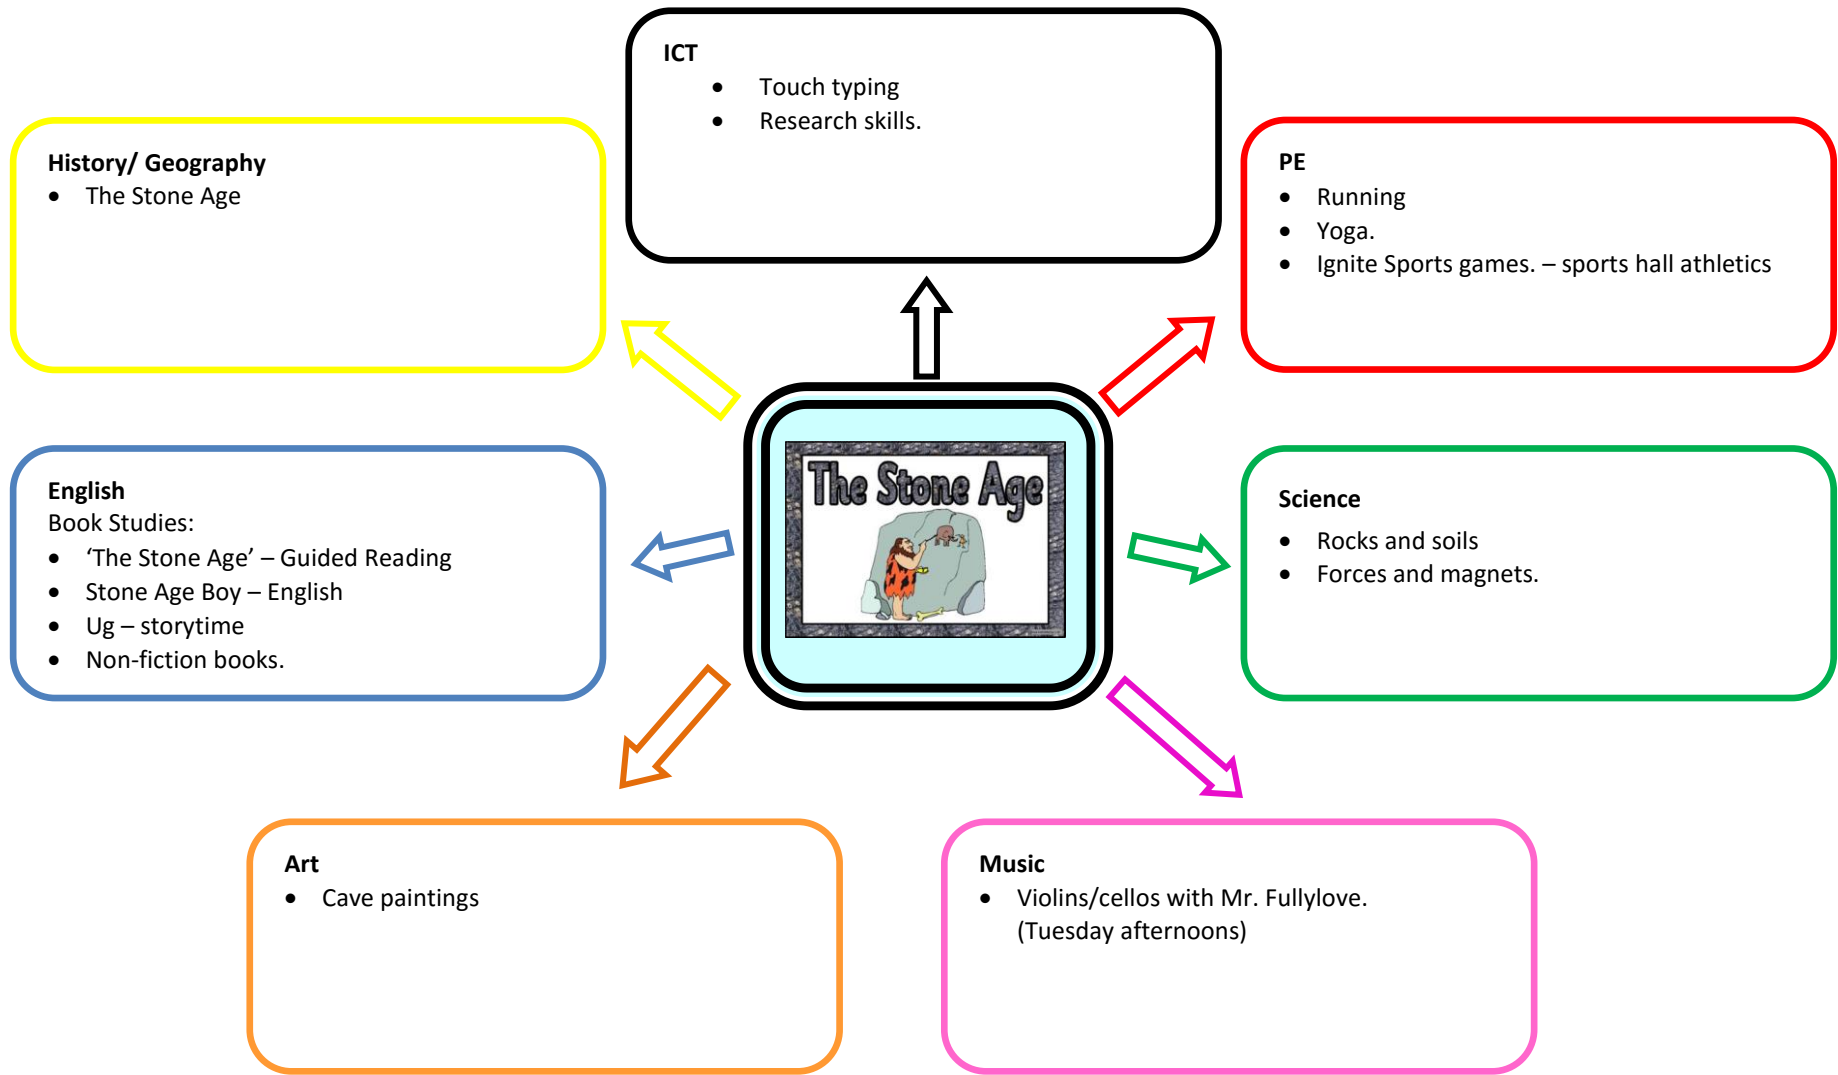 ICT
• Touch typing
• Research skills.
History/ Geography
• The Stone Age
PE
• Running
• Yoga.
• Ignite Sports games. – sports hall athletics
The Stone Age
English
Book Studies:
• ‘The Stone Age’ – Guided Reading
• Stone Age Boy – English
• Ug – storytime
• Non-fiction books.
Science
• Rocks and soils
• Forces and magnets.
Art
• Cave paintings
Music
• Violins/cellos with Mr. Fullylove.
(Tuesday afternoons)